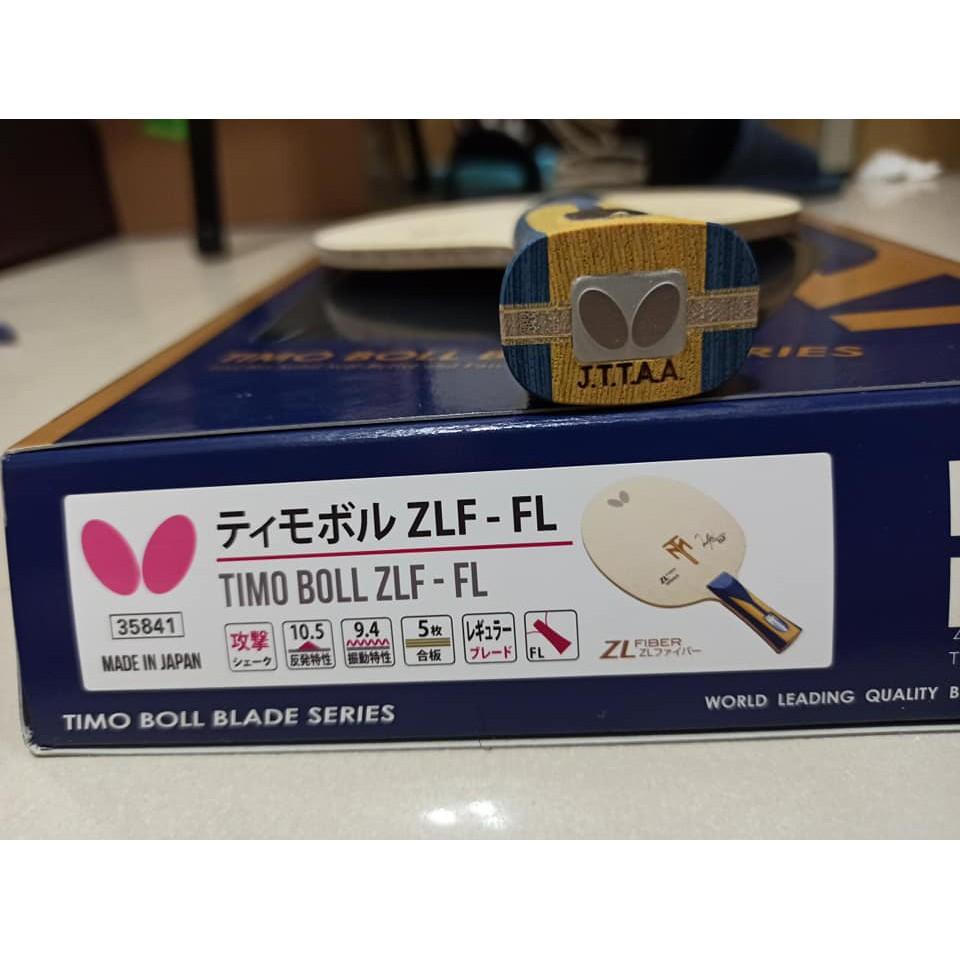 TIMO BOLL
SERIES
J.T.T.A.A.
ティモボル ZLF - FL
TIMO BOLL ZLF - FL
35841
MADE IN JAPAN
攻撃
シェーク
10.5
反発特性
9.4
振動特性
5枚
合板
レギュラー
ブレード
FL
ZL FIBER
ZLファイバー
TIMO BOLL BLADE SERIES
WORLD LEADING QUALITY B